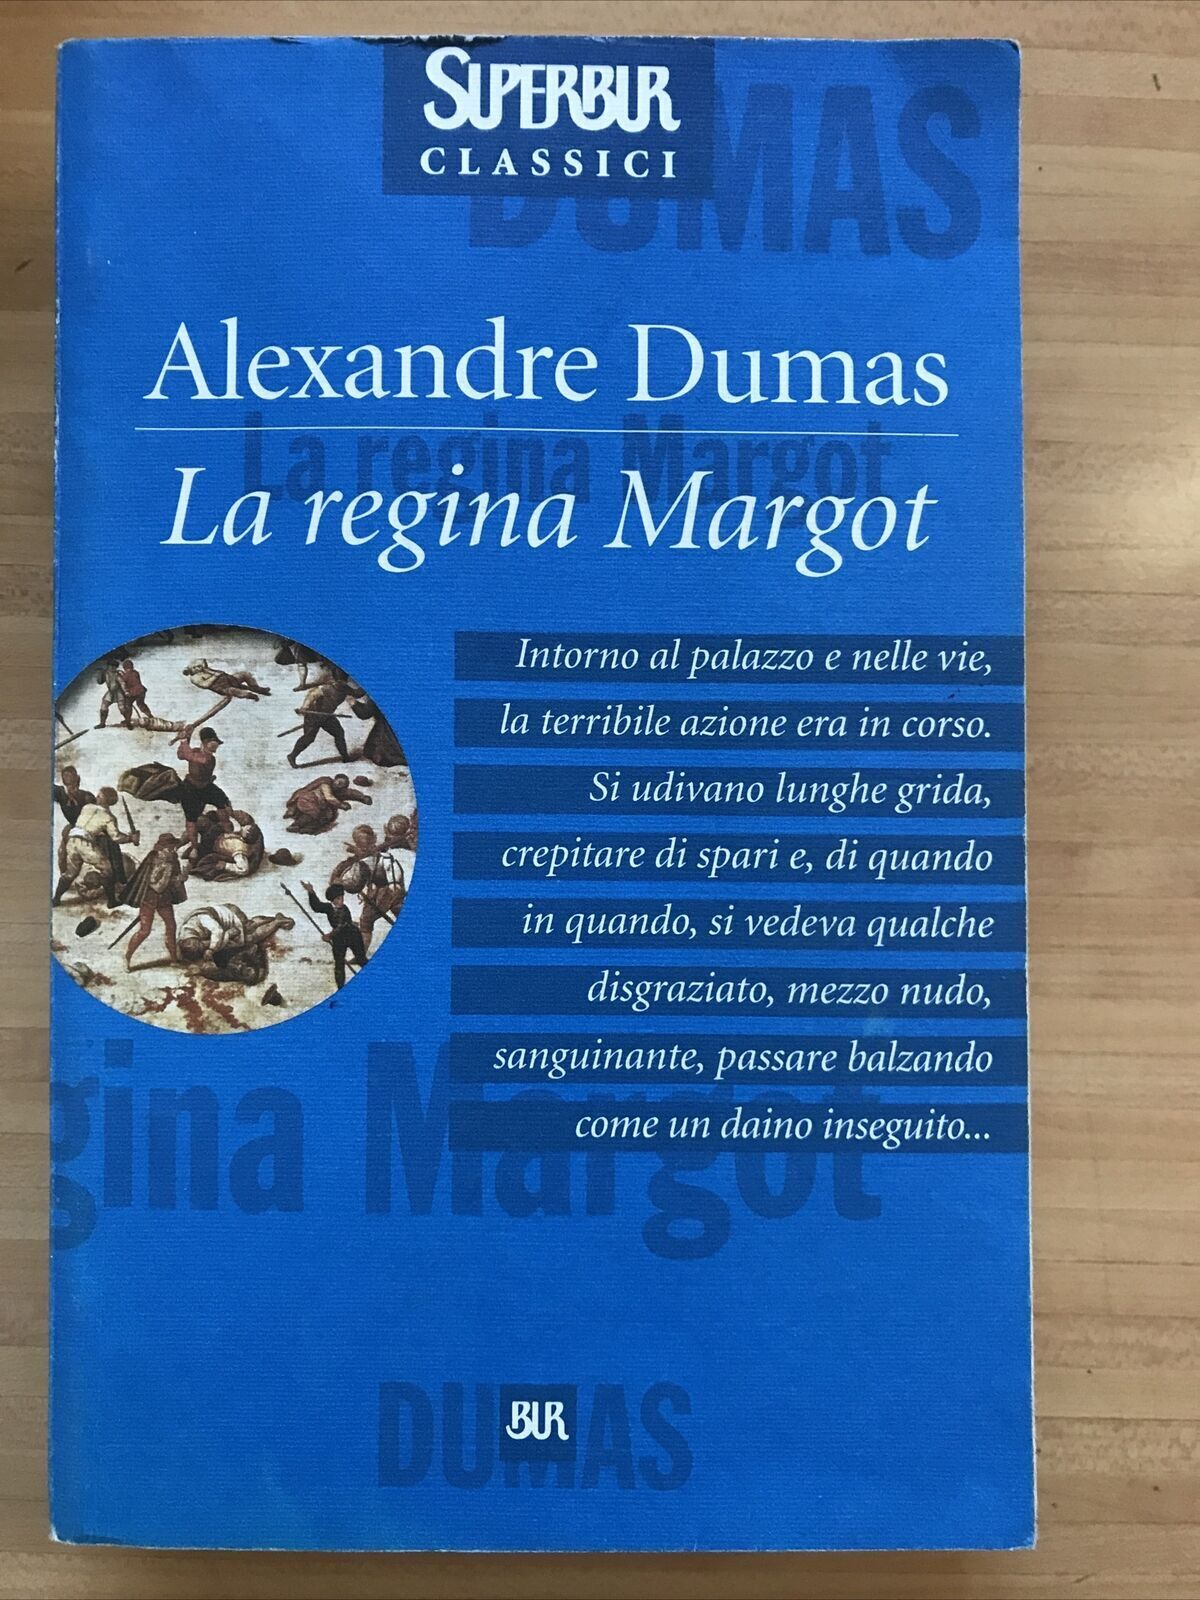 SUPERBUR
CLASSICI
DUMAS
Alexandre Dumas
La regina Margot
La regina Margot
Intorno al palazzo e nelle vie,
la terribile azione era in corso.
Si udivano lunghe grida,
crepitare di spari e, di quando
in quando, si vedeva qualche
disgraziato, mezzo nudo,
sanguinante, passare balzando
come un daino inseguito...
gina Margot
DUMAS
BUR